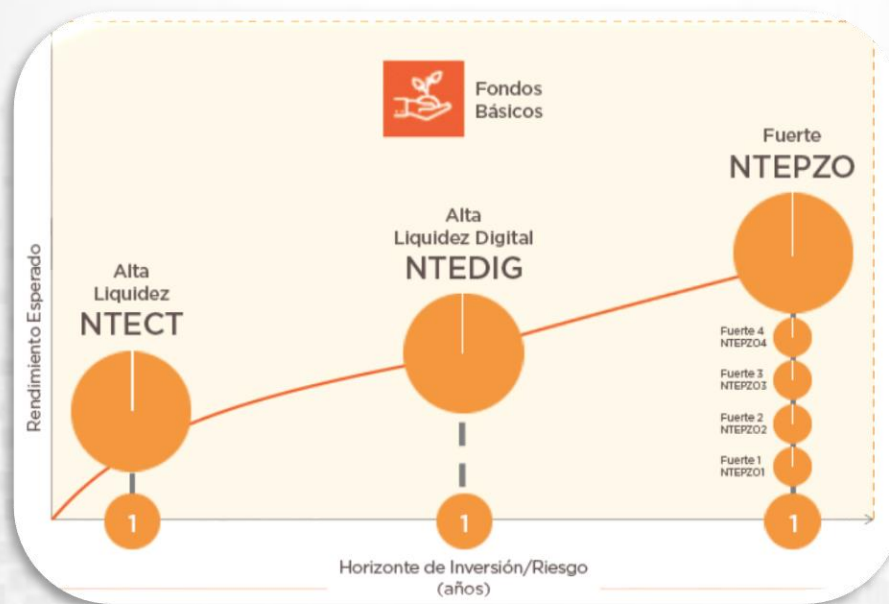 Fondos
Básicos
Fuerte
NTEPZO
Alta
Liquidez Digital
NTEDIG
Alta
Liquidez
NTECT
Rendimiento Esperado
Fuerte 4
NTEPZO4
Fuerte 3
NTEPZO3
Fuerte 2
NTEPZO2
Fuerte 1
NTEPZO1
1
1
1
Horizonte de Inversión/Riesgo
(años)